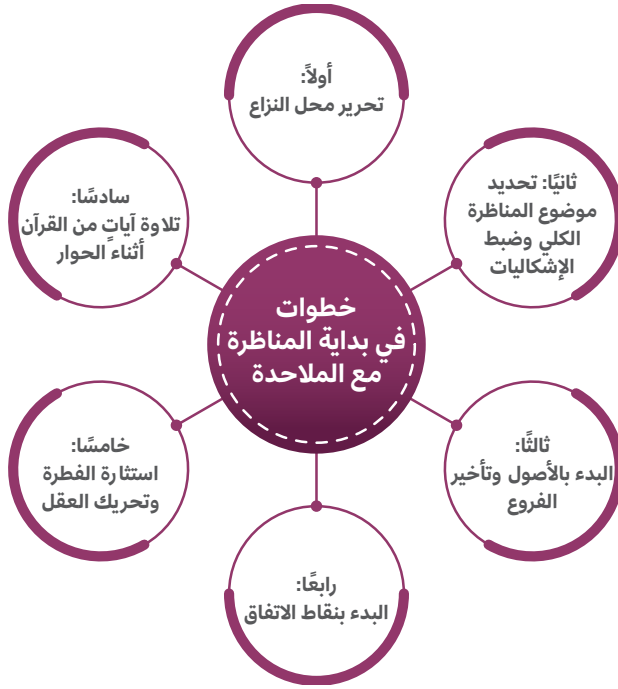 خطوات
في بداية المناظرة
مع الملاحدة
أولاً:
تحرير محل النزاع
ثانيًا: تحديد
موضوع المناظرة
الكلي وضبط
الإشكاليات
ثالثًا:
البدء بالأصول وتأخير
الفروع
رابعًا:
البدء بنقاط الاتفاق
خامسًا:
استثارة الفطرة
وتحريك العقل
سادسًا:
تلاوة آياتٍ من القرآن
أثناء الحوار